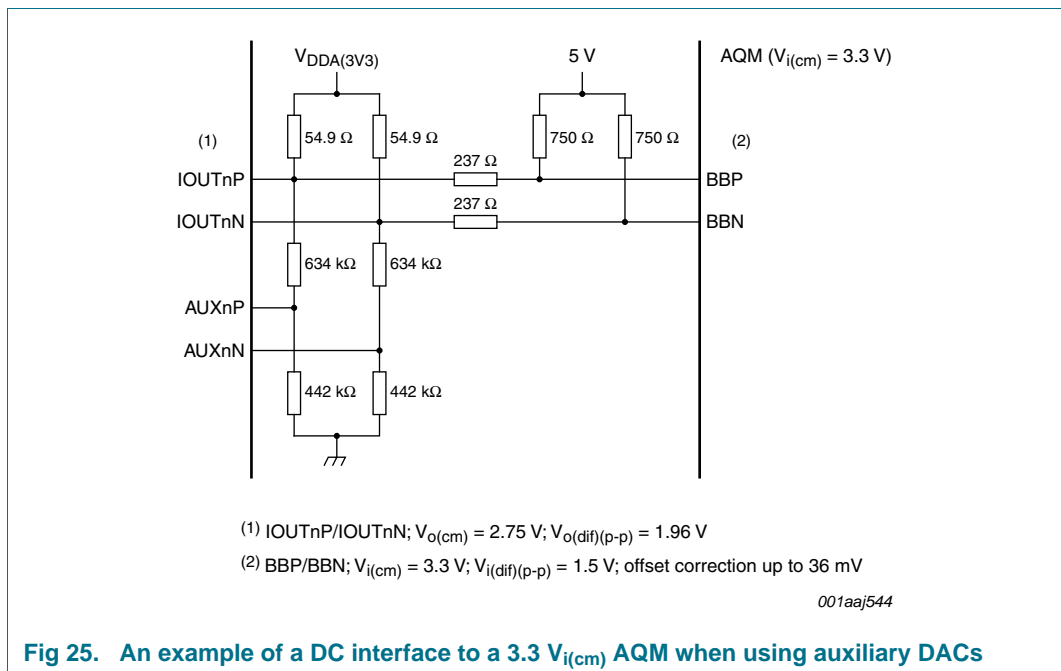 VDDA(3V3)
5 V
AQM (Vi(cm) = 3.3 V)
(1)
54.9 Ω
54.9 Ω
750 Ω
750 Ω
(2)
237 Ω
IOUTnP
BBP
237 Ω
IOUTnN
BBN
634 kΩ
634 kΩ
AUXnP
AUXnN
442 kΩ
442 kΩ
(1) IOUTnP/IOUTnN; Vo(cm) = 2.75 V; Vo(dif)(p-p) = 1.96 V
(2) BBP/BBN; Vi(cm) = 3.3 V; Vi(dif)(p-p) = 1.5 V; offset correction up to 36 mV
001aaj544
Fig 25. An example of a DC interface to a 3.3 Vi(cm) AQM when using auxiliary DACs